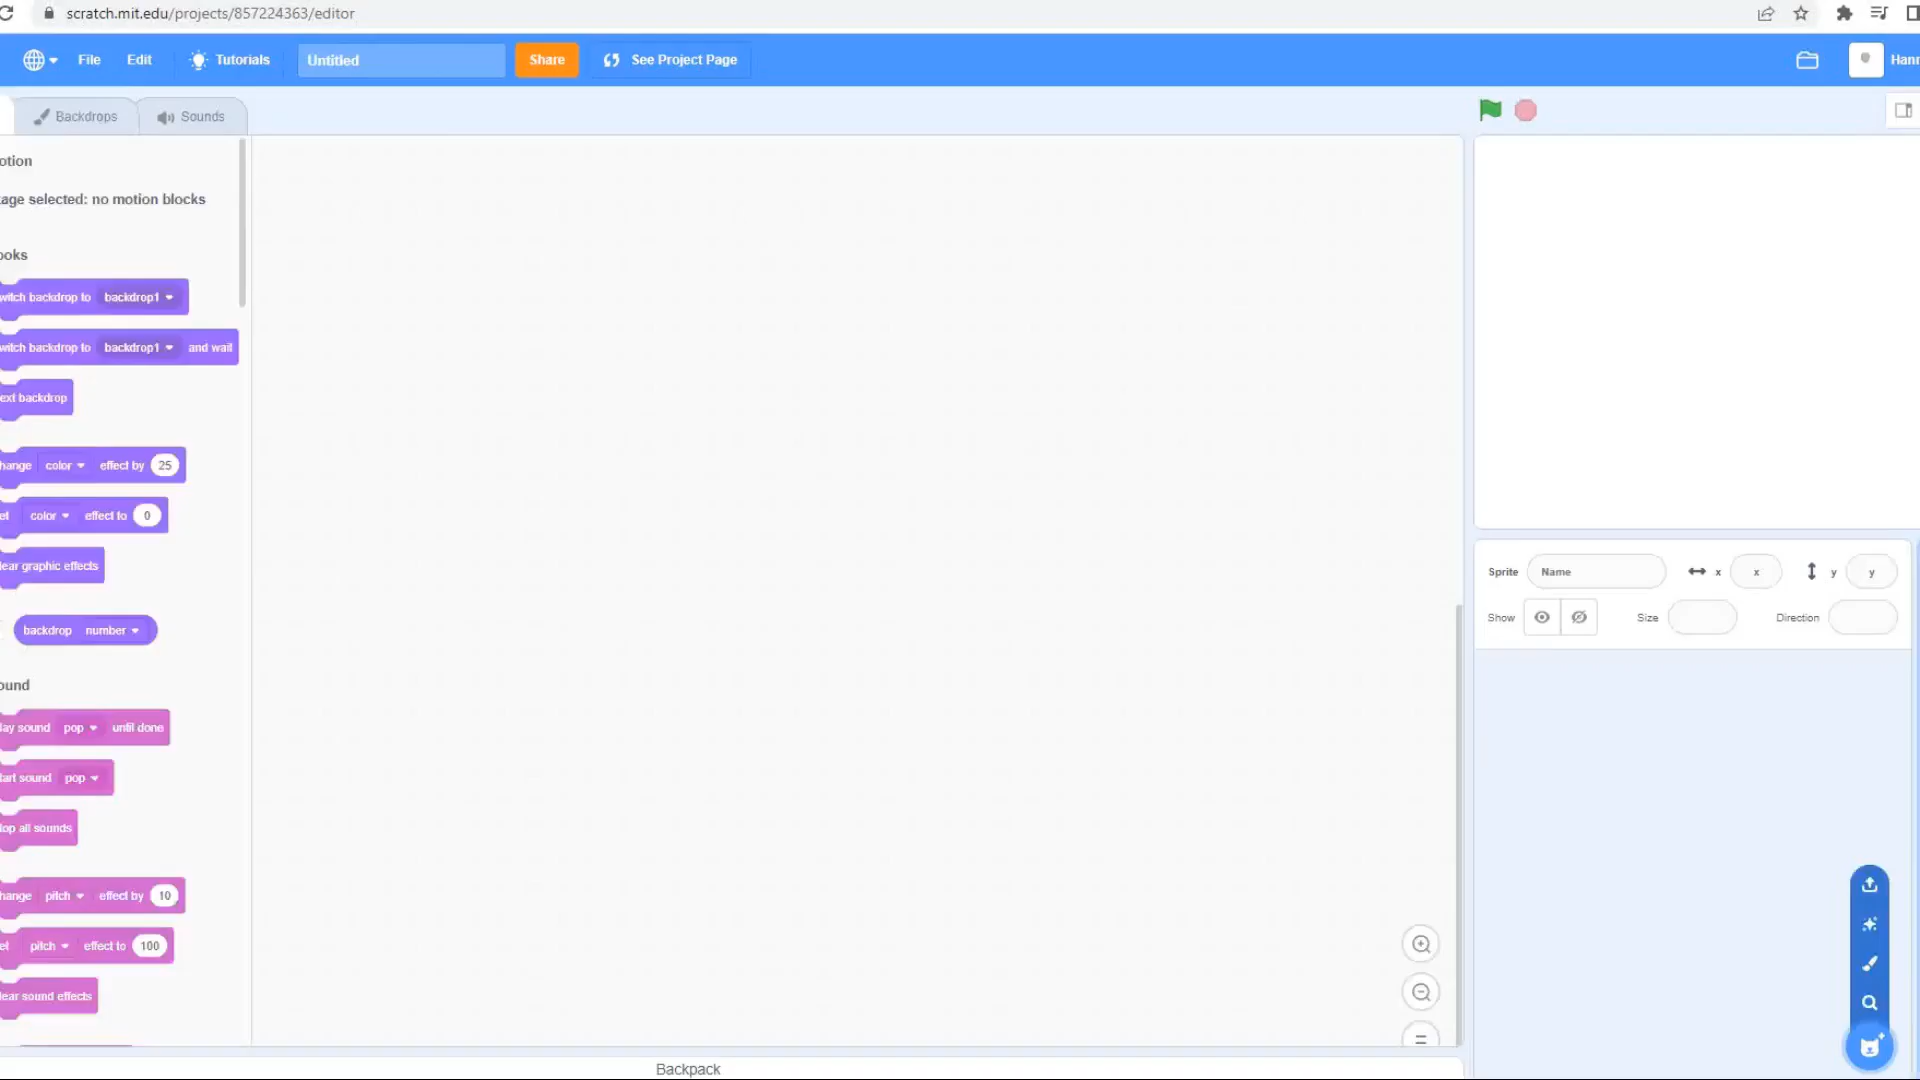 scratch.mit.edu/projects/857224363/editor
File Edit Tutorials Untitled Share See Project Page Hanr
Backdrops Sounds
otion
age selected: no motion blocks
ooks
witch backdrop to backdrop1
witch backdrop to backdrop1 and wait
ext backdrop
hange color effect by 25
et color effect to 0
lear graphic effects
backdrop number
ound
lay sound pop until done
tart sound pop
top all sounds
hange pitch effect by 10
et pitch effect to 100
lear sound effects
Sprite Name x x y y
Show Size Direction
Backpack